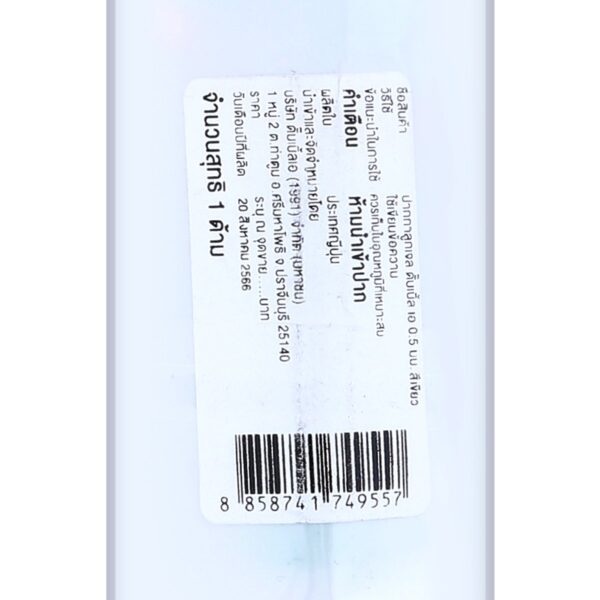 ชื่อสินค้า ปากกาลูกเจล ดั๊บเบิ้ล เอ 0.5 มม. สีเขียว
วิธีใช้ ใช้เขียนข้อความ
ข้อแนะนำในการใช้ ควรเก็บในอุณหภูมิที่เหมาะสม
คำเตือน ห้ามนำเข้าปาก
ผลิตใน ประเทศญี่ปุ่น
นำเข้าและจัดจำหน่ายโดย
บริษัท ดั๊บเบิ้ลเอ (1991) จำกัด (มหาชน)
1 หมู่ 2 ต.ท่าตูม อ.ศรีมหาโพธิ จ.ปราจีนบุรี 25140
ราคา ระบุ ณ จุดขาย.....บาท
วันเดือนปีที่ผลิต 20 สิงหาคม 2566
จำนวนสุทธิ 1 ด้าม
8 858741 749557